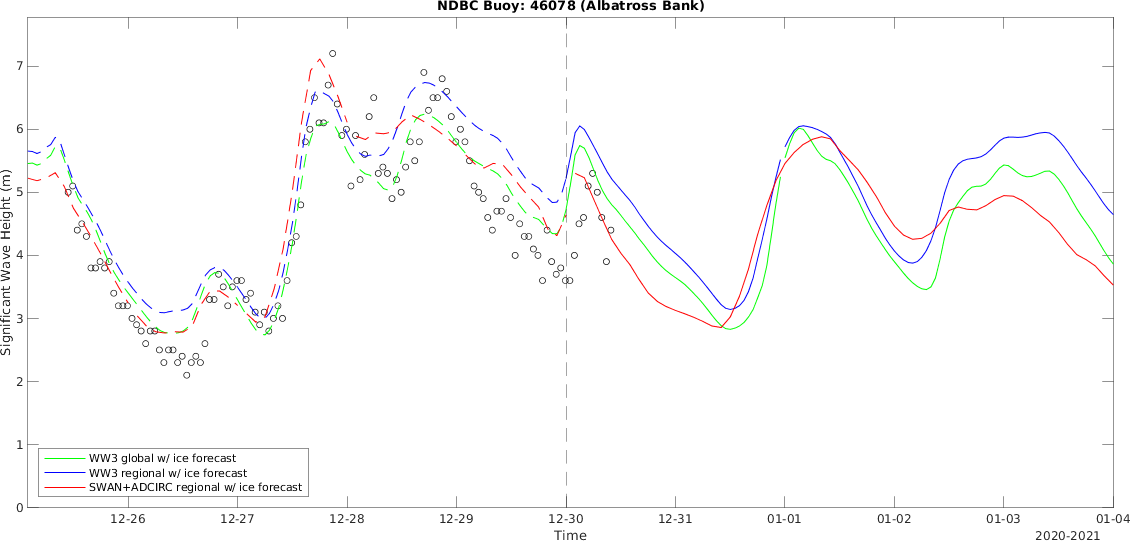 NDBC Buoy: 46078 (Albatross Bank)
Significant Wave Height (m)
7
6
5
4
3
2
1
0
WW3 global w/ ice forecast
WW3 regional w/ ice forecast
SWAN+ADCIRC regional w/ ice forecast
12-26 12-27 12-28 12-29 12-30 12-31 01-01 01-02 01-03 01-04
Time
2020-2021